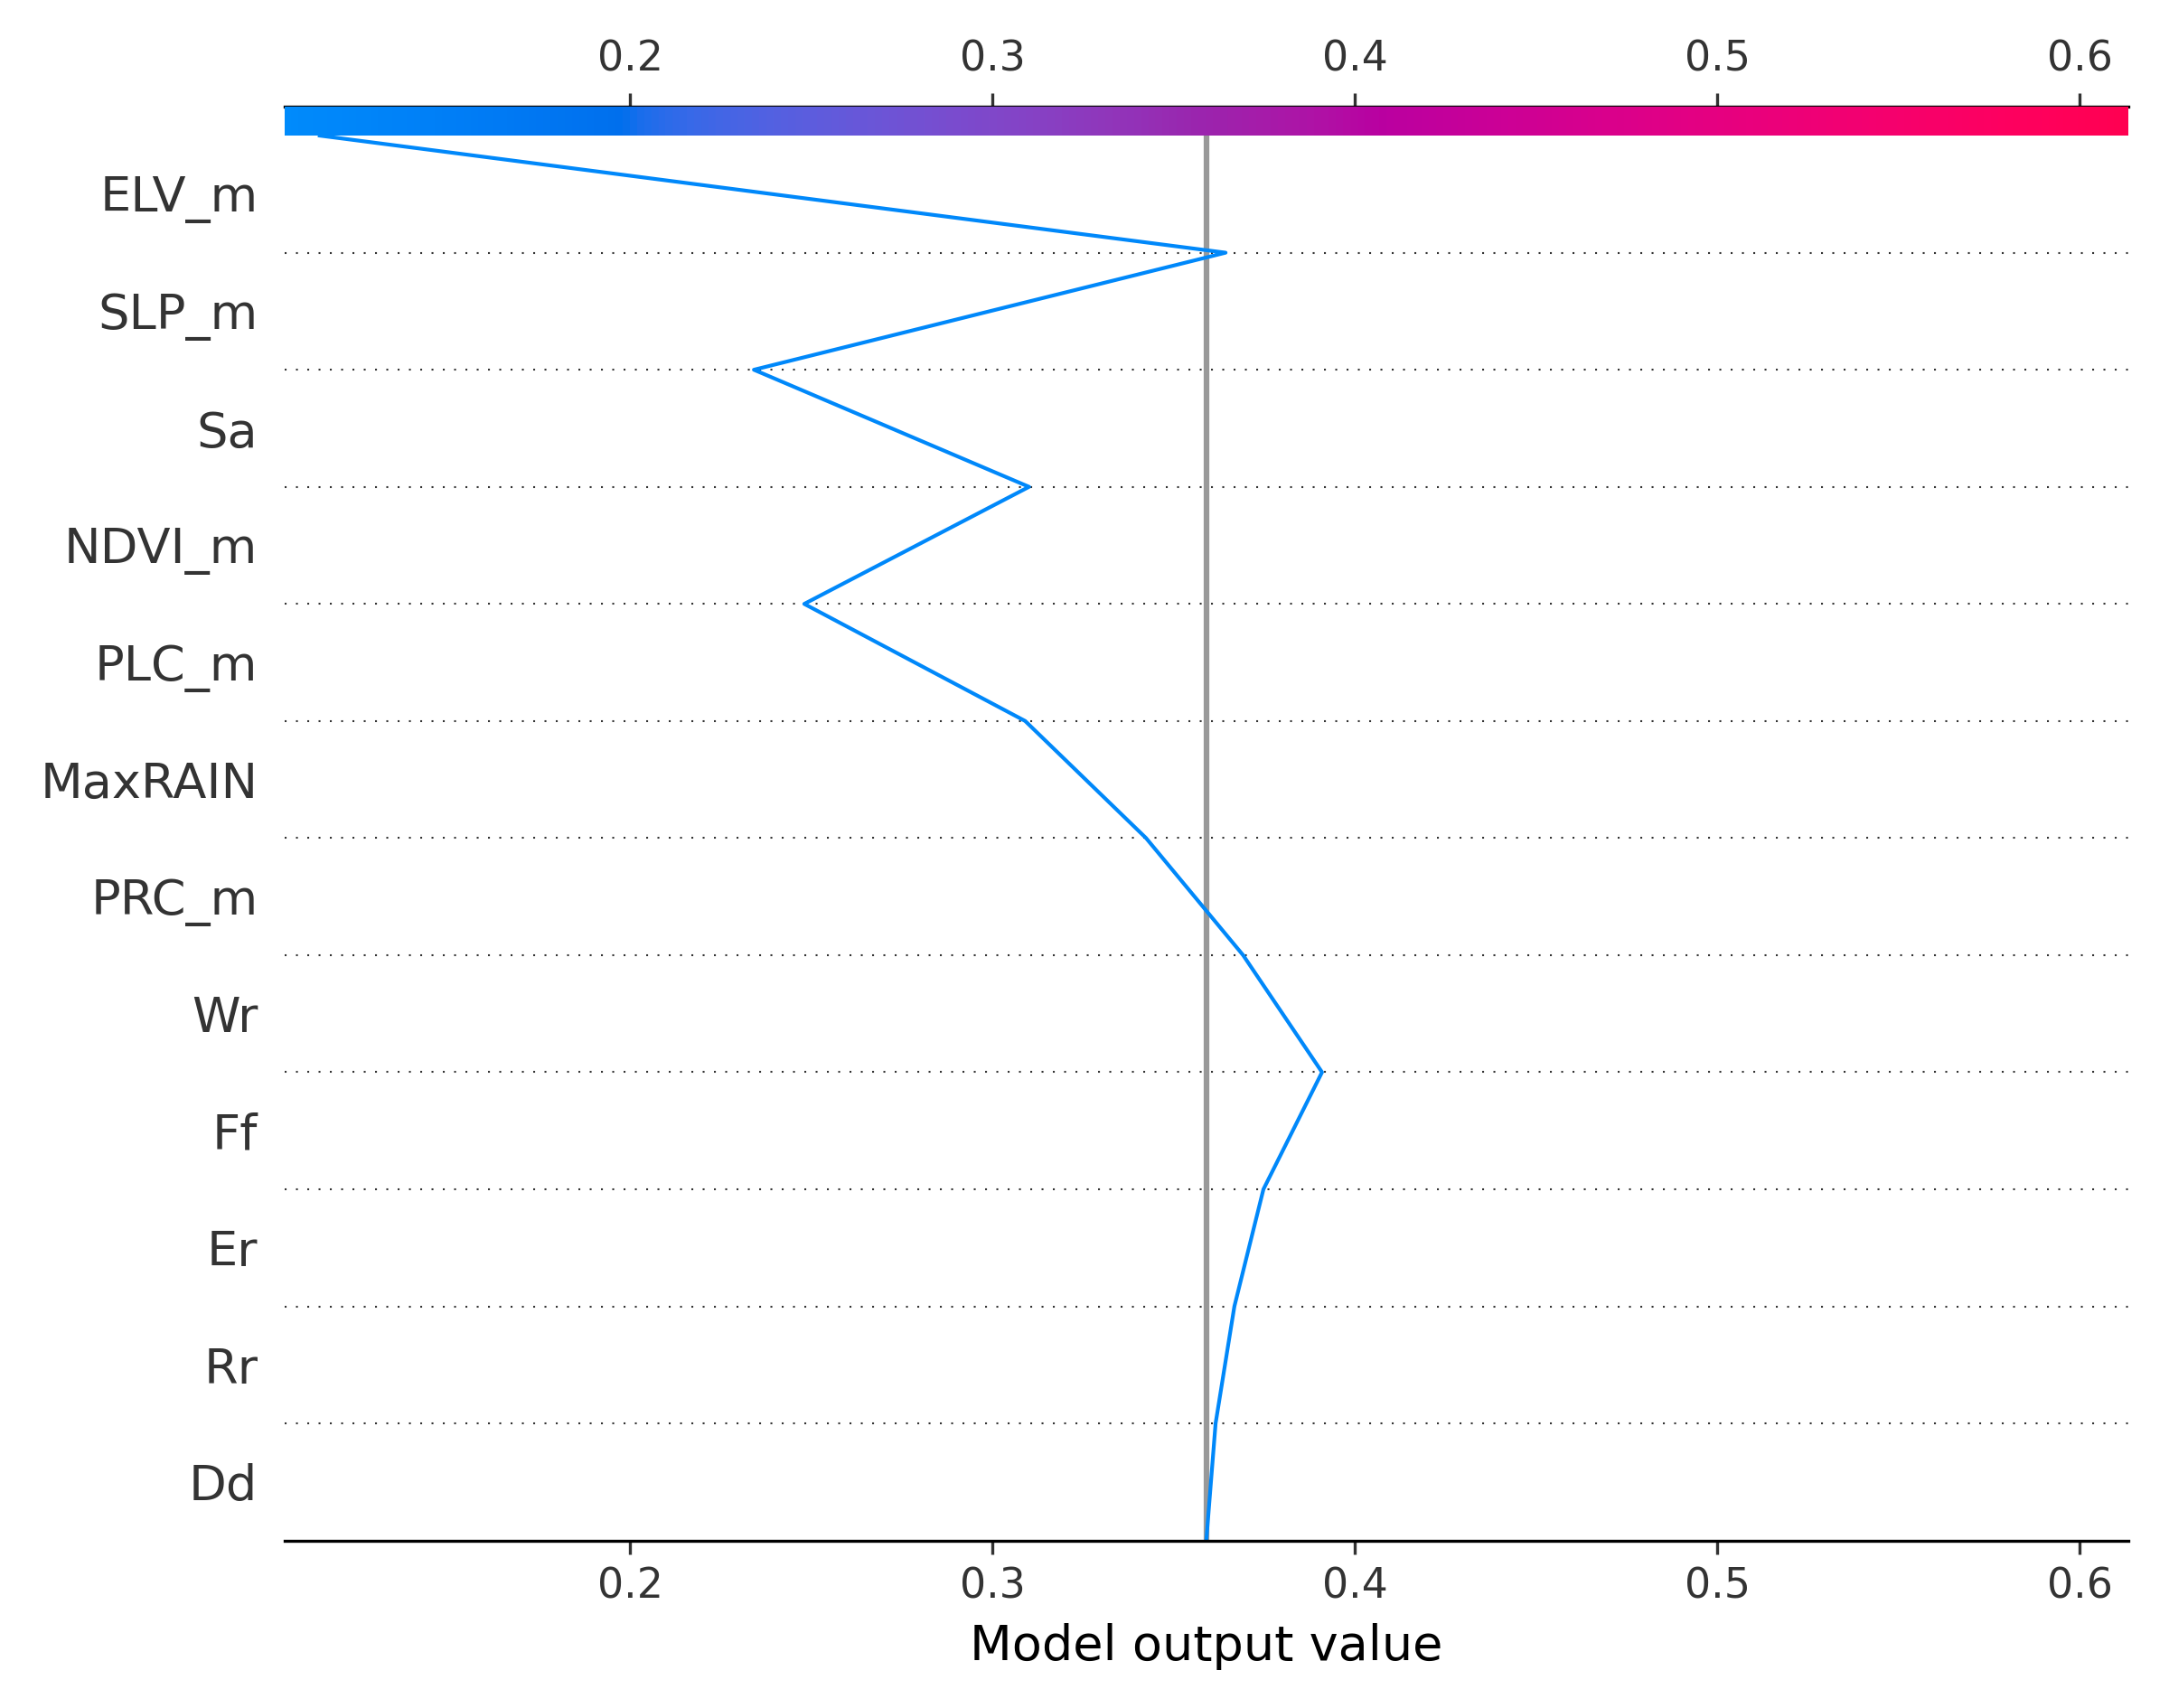 0.2 0.3 0.4 0.5 0.6
ELV_m
SLP_m
Sa
NDVI_m
PLC_m
MaxRAIN
PRC_m
Wr
Ff
Er
Rr
Dd
0.2 0.3 0.4 0.5 0.6
Model output value